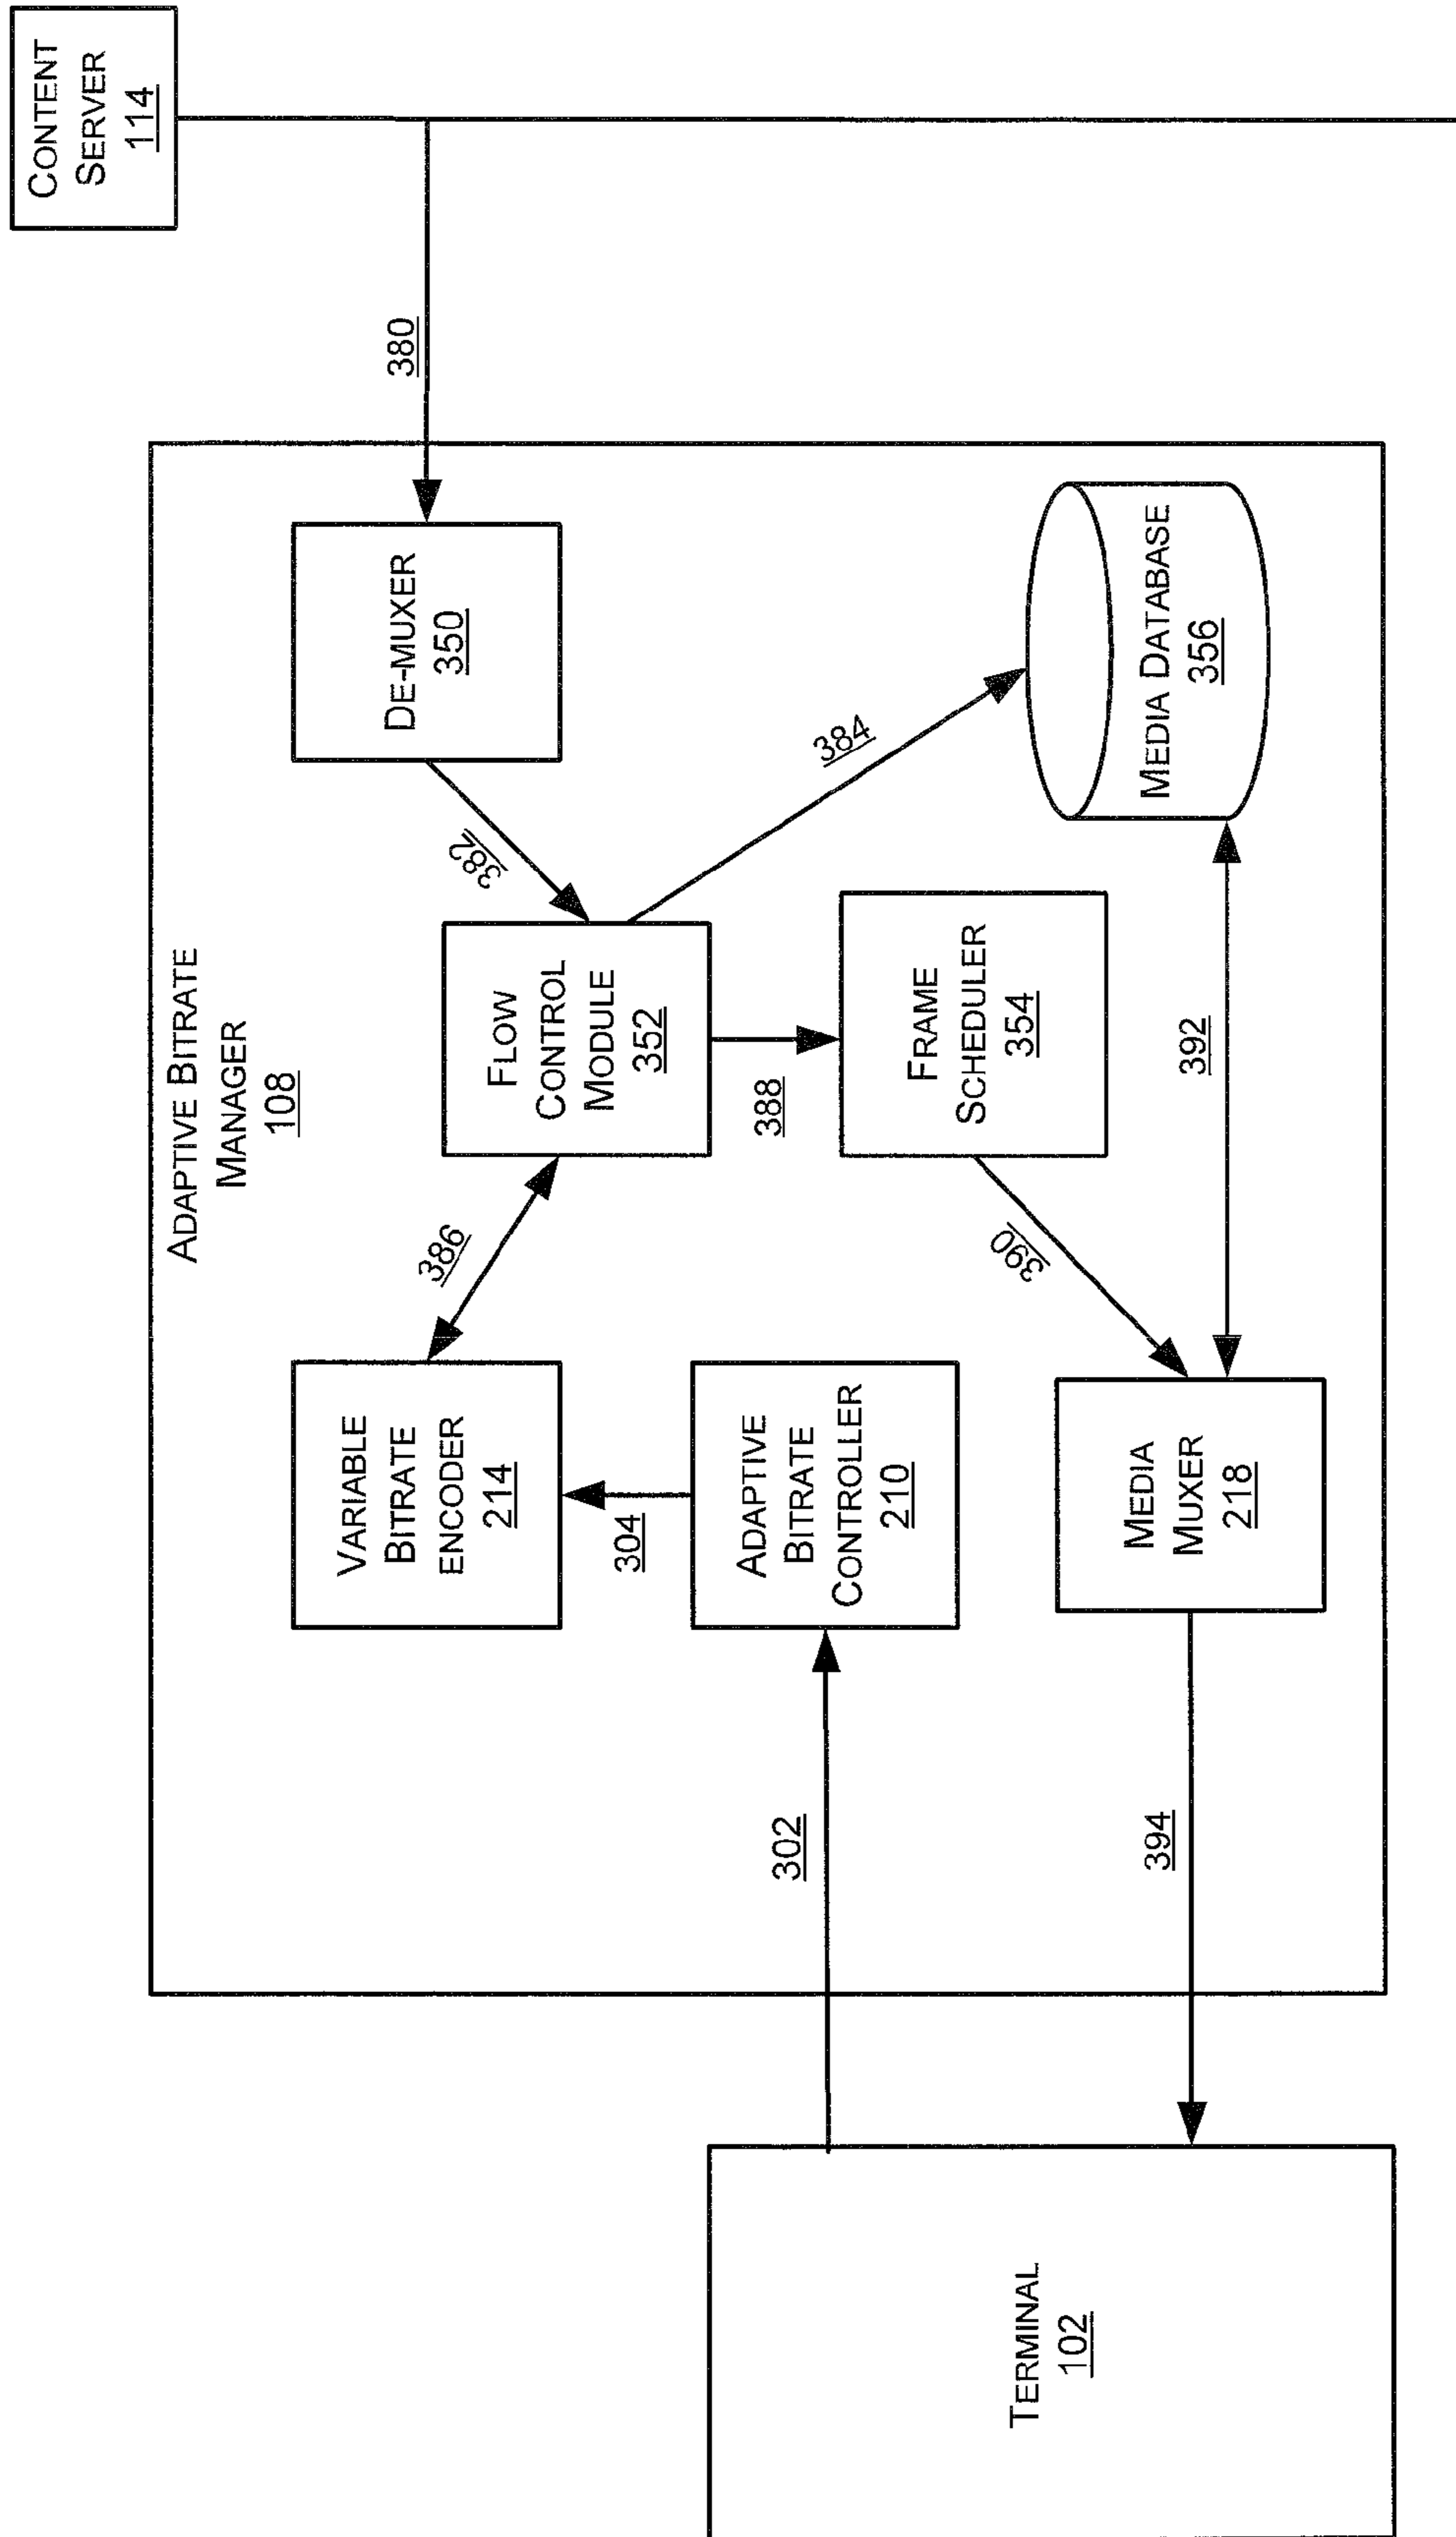 CONTENT
SERVER
114
380
ADAPTIVE BITRATE
MANAGER
108
DE-MUXER
350
382
384
FLOW
CONTROL
MODULE
352
386
388
FRAME
SCHEDULER
354
MEDIA DATABASE
356
VARIABLE
BITRATE
ENCODER
214
304
ADAPTIVE
BITRATE
CONTROLLER
210
390
392
MEDIA
MUXER
218
302
394
TERMINAL
102